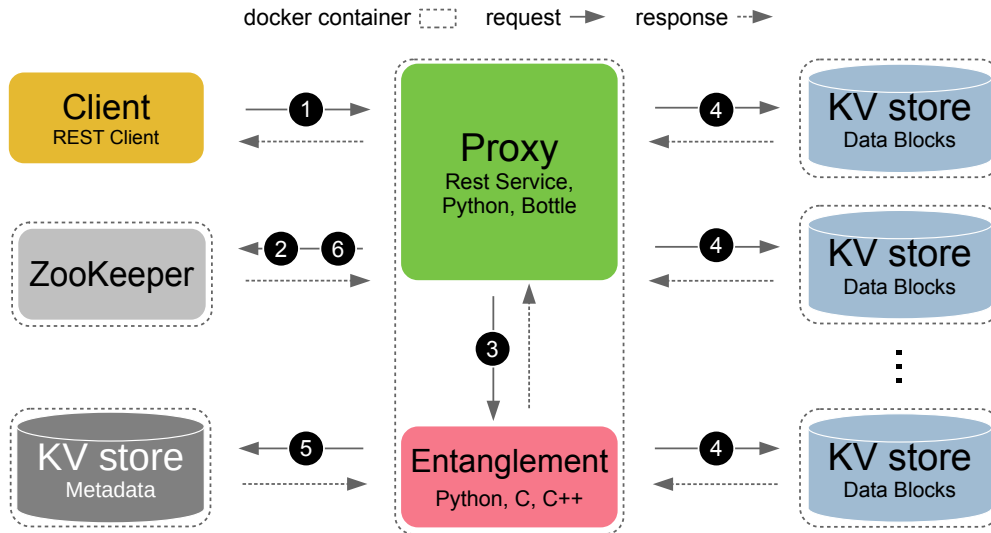 docker container request response
Client
REST Client
1
Proxy
Rest Service,
Python, Bottle
4
KV store
Data Blocks
ZooKeeper
2 6
4
KV store
Data Blocks
3
KV store
Metadata
5
Entanglement
Python, C, C++
4
KV store
Data Blocks